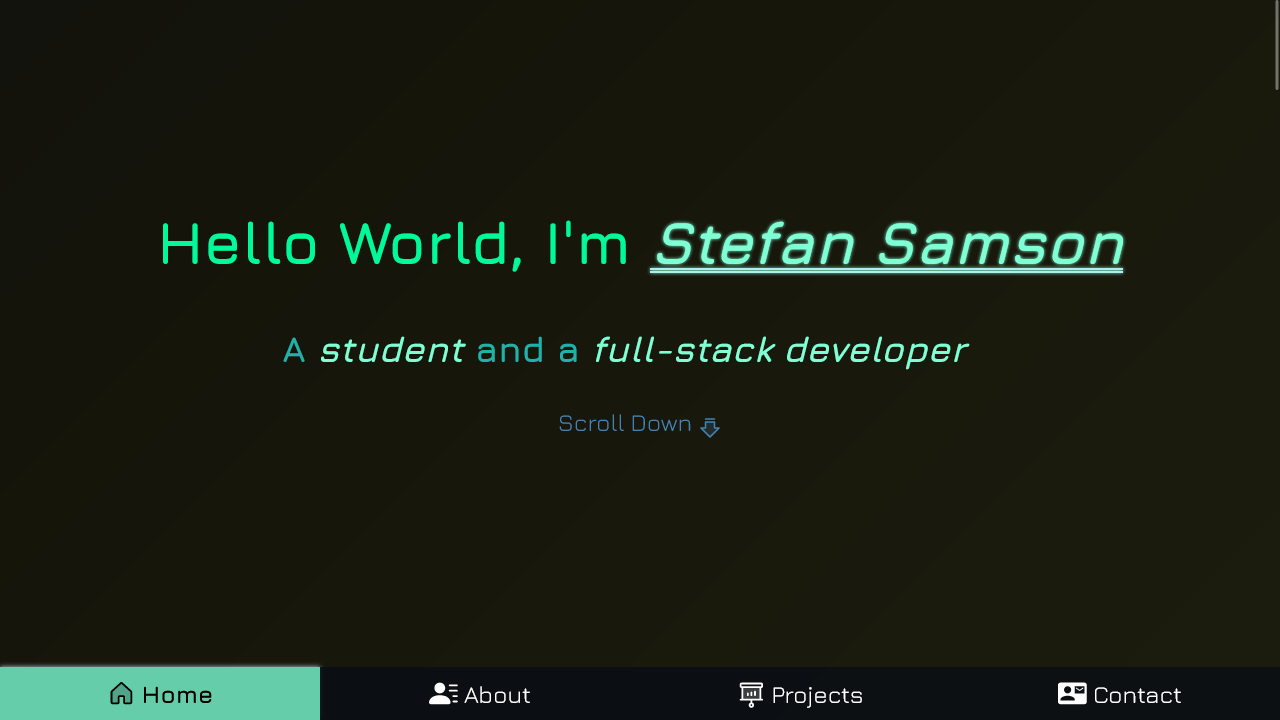 Hello World, I'm Stefan Samson
A student and a full-stack developer
Scroll Down
Home About Projects Contact